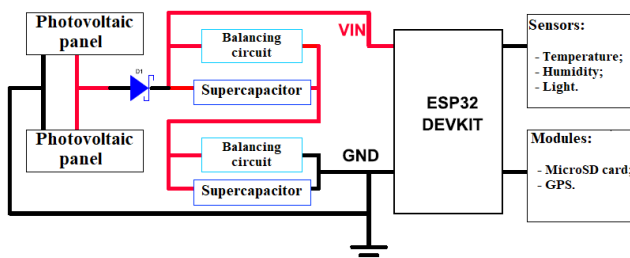 Photovoltaic
panel
D1
Photovoltaic
panel
Balancing
circuit
Supercapacitor
Balancing
circuit
Supercapacitor
VIN
GND
ESP32
DEVKIT
Sensors:
- Temperature;
- Humidity;
- Light.
Modules:
- MicroSD card;
- GPS.